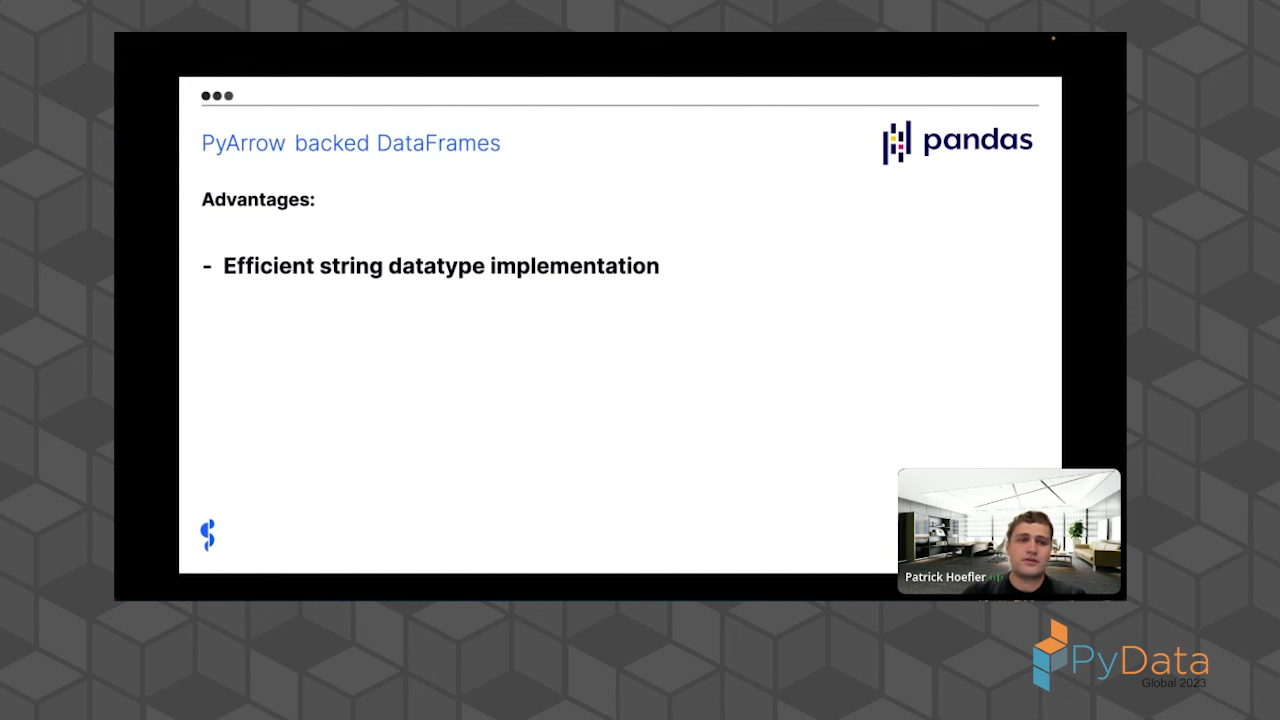 PyArrow backed DataFrames
pandas
Advantages:
- Efficient string datatype implementation
Patrick Hoefler
PyData
Global 2023